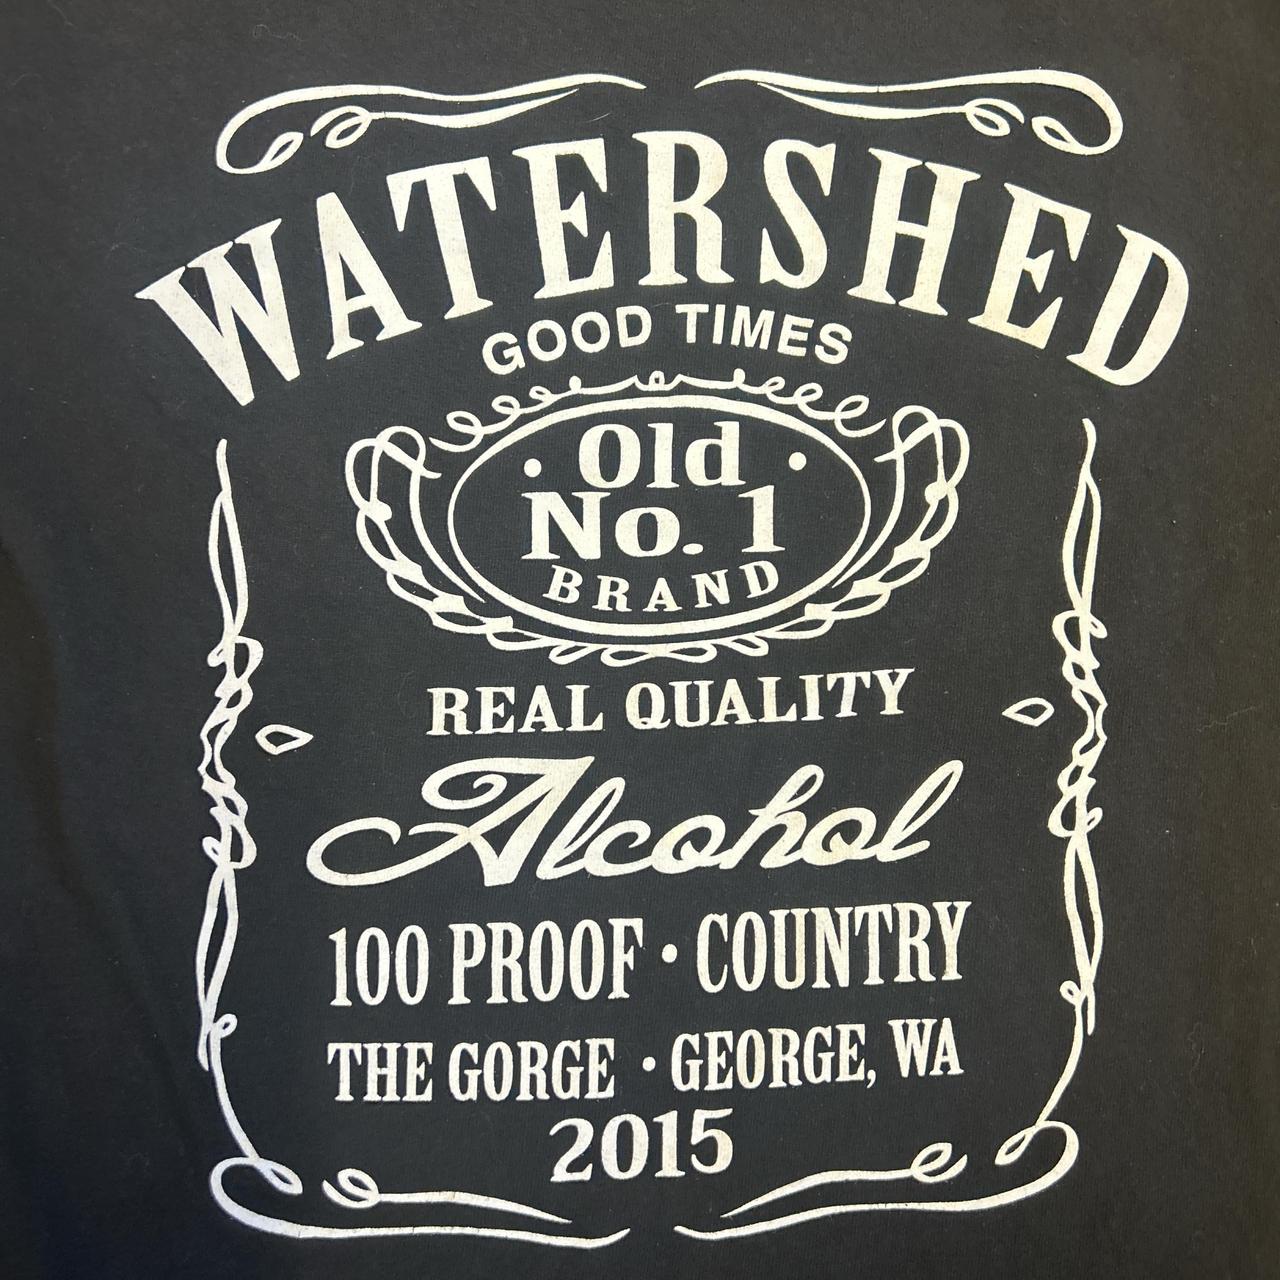 WATERSHED
GOOD TIMES
· Old ·
No. 1
BRAND
REAL QUALITY
Alcohol
100 PROOF · COUNTRY
THE GORGE · GEORGE, WA
2015